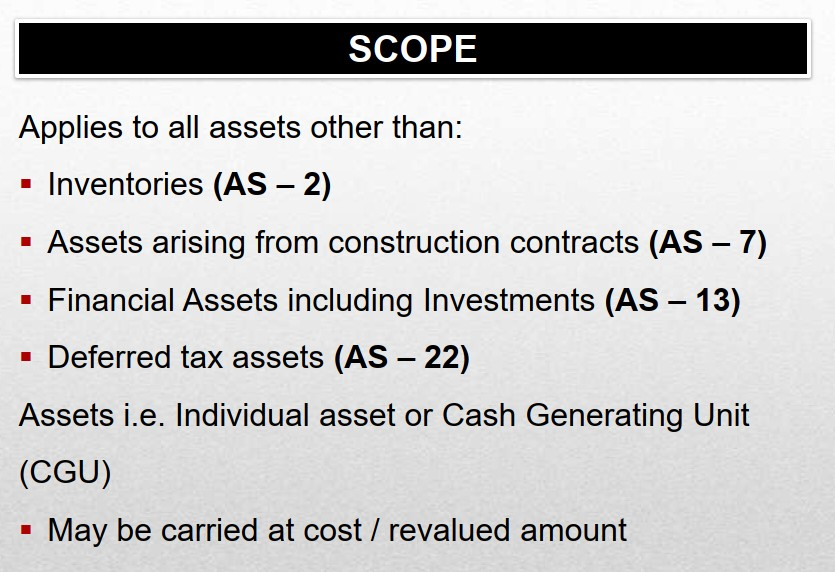 SCOPE
Applies to all assets other than:
▪ Inventories (AS – 2)
▪ Assets arising from construction contracts (AS – 7)
▪ Financial Assets including Investments (AS – 13)
▪ Deferred tax assets (AS – 22)
Assets i.e. Individual asset or Cash Generating Unit
(CGU)
▪ May be carried at cost / revalued amount